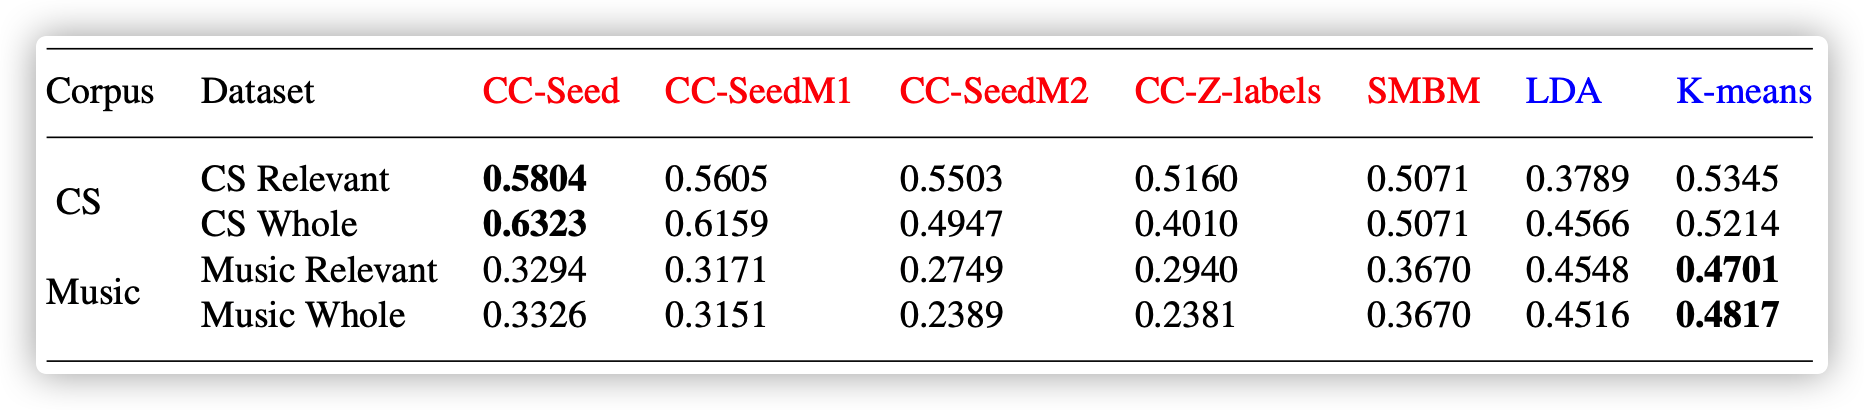 Corpus Dataset CC-Seed CC-SeedM1 CC-SeedM2 CC-Z-labels SMBM LDA K-means
CS
CS Relevant 0.5804 0.5605 0.5503 0.5160 0.5071 0.3789 0.5345
CS Whole 0.6323 0.6159 0.4947 0.4010 0.5071 0.4566 0.5214
Music
Music Relevant 0.3294 0.3171 0.2749 0.2940 0.3670 0.4548 0.4701
Music Whole 0.3326 0.3151 0.2389 0.2381 0.3670 0.4516 0.4817